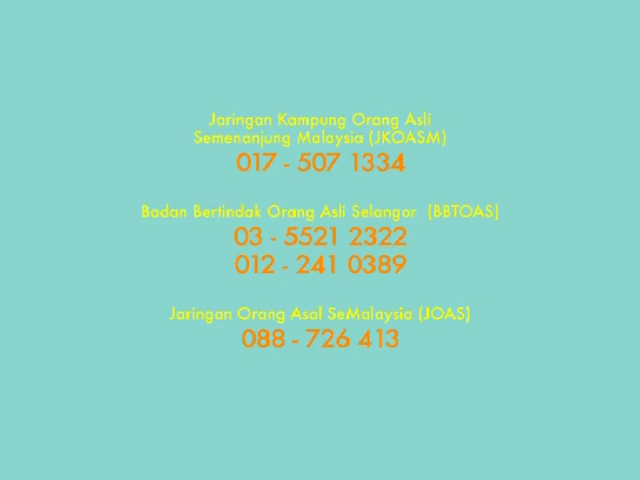 Jaringan Kampung Orang Asli
Semenanjung Malaysia (JKOASM)
017 - 507 1334
Badan Bertindak Orang Asli Selangor (BBTOAS)
03 - 5521 2322
012 - 241 0389
Jaringan Orang Asal SeMalaysia (JOAS)
088 - 726 413